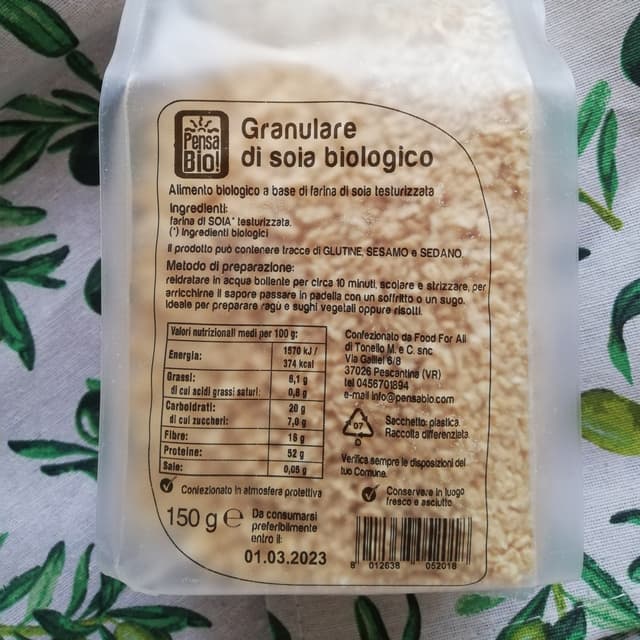 Pensa
Bio!
Granulare
di soia biologico
Alimento biologico a base di farina di soia testurizzata
Ingredienti:
farina di SOIA* testurizzata.
(*) Ingredienti biologici
Il prodotto può contenere tracce di GLUTINE, SESAMO e SEDANO.
Metodo di preparazione:
reidratare in acqua bollente per circa 10 minuti, scolare e strizzare, per
arricchirne il sapore passare in padella con un soffritto o un sugo.
Ideale per preparare ragù e sughi vegetali oppure risotti.
Valori nutrizionali medi per 100 g:
Energia: 1570 kJ /
374 kcal
Grassi: 6,1 g
di cui acidi grassi saturi: 0,8 g
Carboidrati: 20 g
di cui zuccheri: 7,0 g
Fibre: 18 g
Proteine: 52 g
Sale: 0,05 g
Confezionato da Food For All
di Tonello M. e C. snc
Via Galilei 6/8
37026 Pescantina (VR)
tel 0456701894
e-mail info@pensabio.com
07
Sacchetto: plastica.
Raccolta differenziata.
Verifica sempre le disposizioni del
tuo Comune.
Confezionato in atmosfera protettiva
Conservare in luogo
fresco e asciutto
150 g e
Da consumarsi
preferibilmente
entro il:
01.03.2023
8 012638 052018